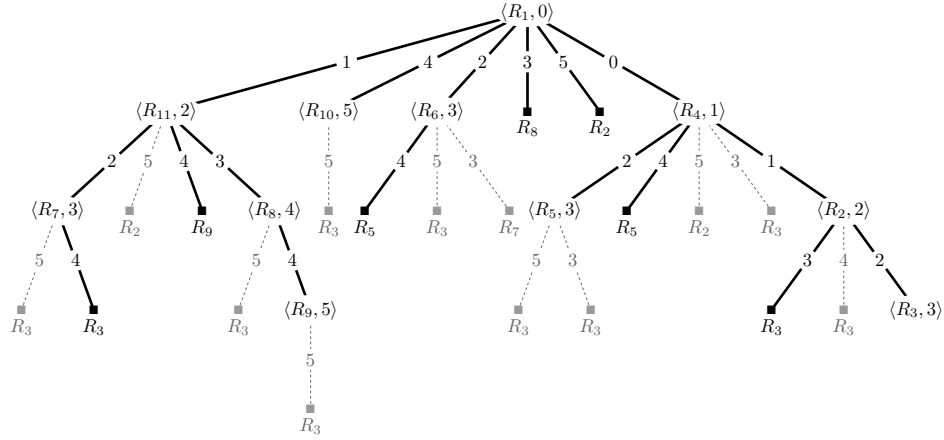 ⟨R₁, 0⟩
1 4 2 3 5 0
⟨R₁₁, 2⟩ ⟨R₁₀, 5⟩ ⟨R₆, 3⟩ R₈ R₂ ⟨R₄, 1⟩
2 5 4 3 5 4 5 3 2 4 5 3 1
⟨R₇, 3⟩ R₂ R₉ ⟨R₈, 4⟩ R₃ R₅ R₃ R₇ ⟨R₅, 3⟩ R₅ R₂ R₃ ⟨R₂, 2⟩
5 4 5 4 5 3 3 4 2
R₃ R₃ R₃ ⟨R₉, 5⟩ R₃ R₃ R₃ R₃ ⟨R₃, 3⟩
5
R₃